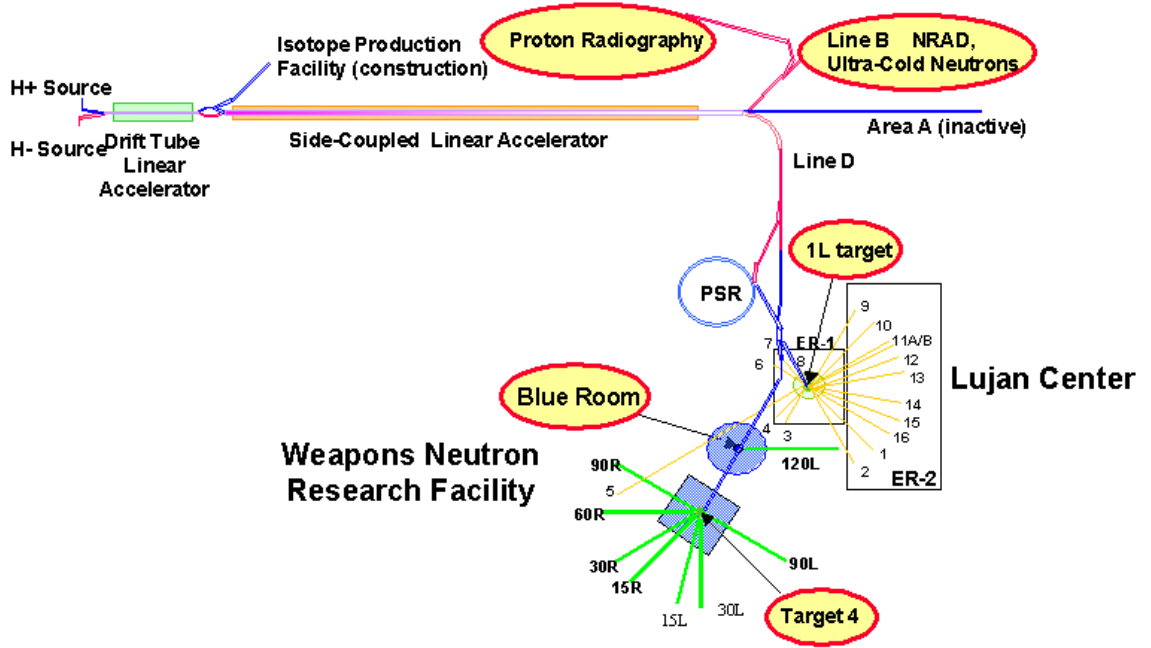 Isotope Production
Facility (construction)
Proton Radiography
Line B NRAD,
Ultra-Cold Neutrons
H+ Source
H- Source
Drift Tube
Linear
Accelerator
Side-Coupled Linear Accelerator
Area A (inactive)
Line D
1L target
PSR
9
10
11A/B
12
13
14
15
16
1
2
ER-2
7
ER-1
8
6
4
3
Lujan Center
Blue Room
Weapons Neutron
Research Facility
120L
90R
5
60R
30R
15R
15L
30L
90L
Target 4